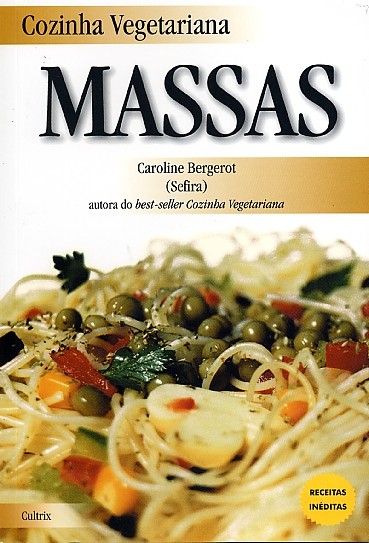 Cozinha Vegetariana
MASSAS
Caroline Bergerot
(Sefira)
autora do best-seller Cozinha Vegetariana
RECEITAS
INÉDITAS
Cultrix